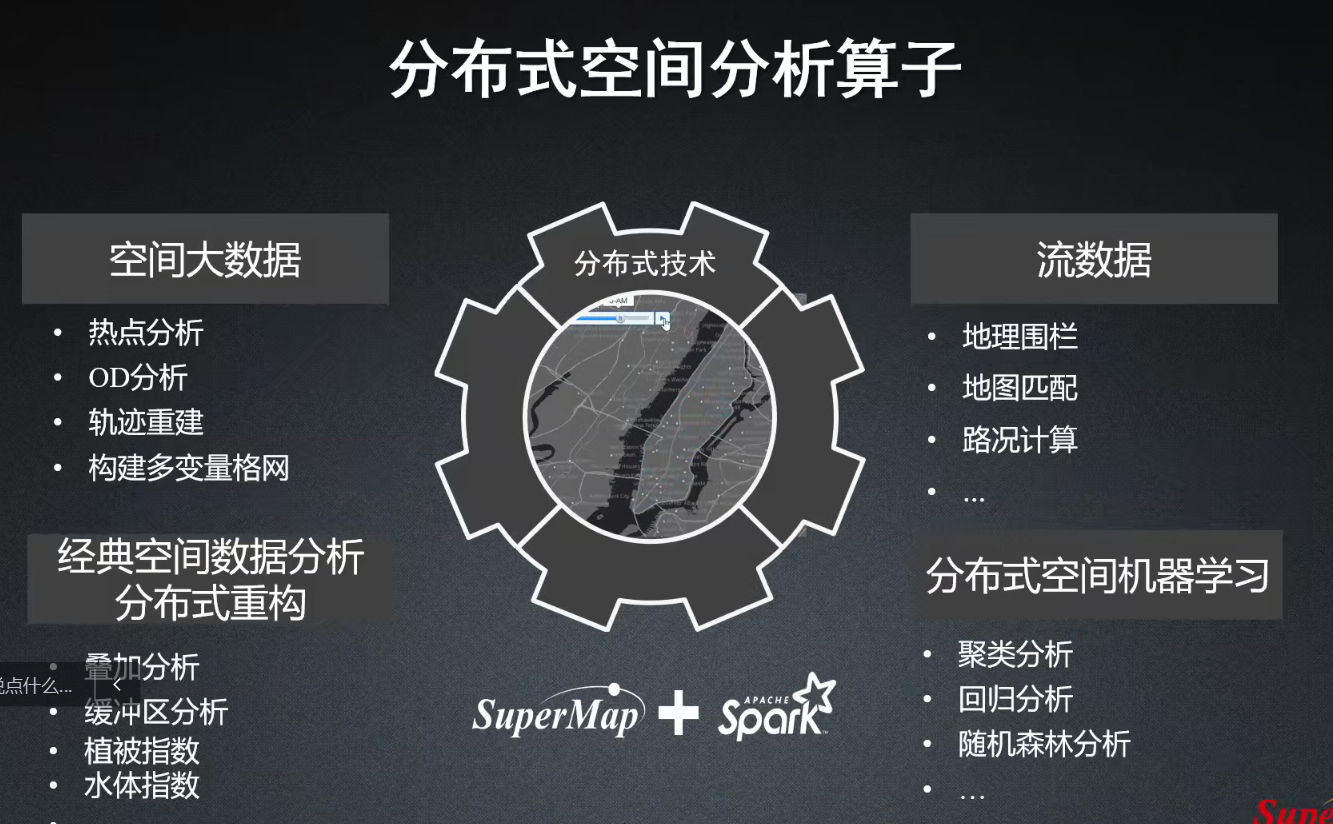 分布式空间分析算子
空间大数据
• 热点分析
• OD分析
• 轨迹重建
• 构建多变量格网
经典空间数据分析
分布式重构
• 叠加分析
• 缓冲区分析
• 植被指数
• 水体指数
点什么...
分布式技术
AM
SuperMap
APACHE
Spark
TM
流数据
• 地理围栏
• 地图匹配
• 路况计算
• ...
分布式空间机器学习
• 聚类分析
• 回归分析
• 随机森林分析
• ...
Supe